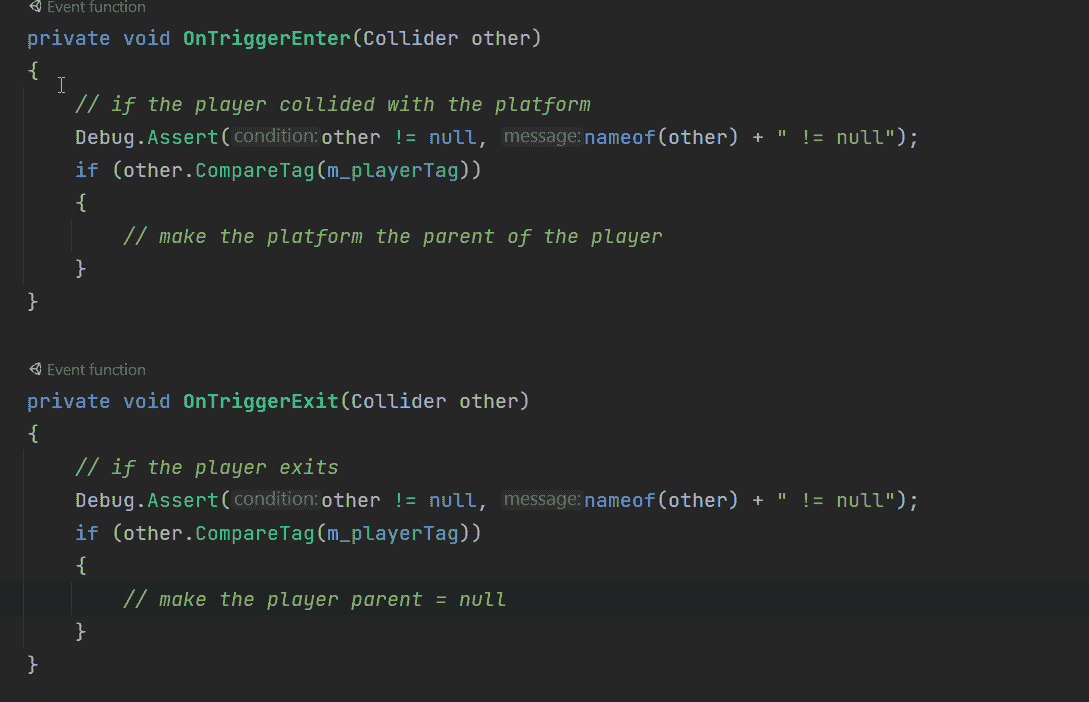 Event function
private void OnTriggerEnter(Collider other)
{
// if the player collided with the platform
Debug.Assert(condition:other != null, message:nameof(other) + " != null");
if (other.CompareTag(m_playerTag))
{
// make the platform the parent of the player
}
}
Event function
private void OnTriggerExit(Collider other)
{
// if the player exits
Debug.Assert(condition:other != null, message:nameof(other) + " != null");
if (other.CompareTag(m_playerTag))
{
// make the player parent = null
}
}